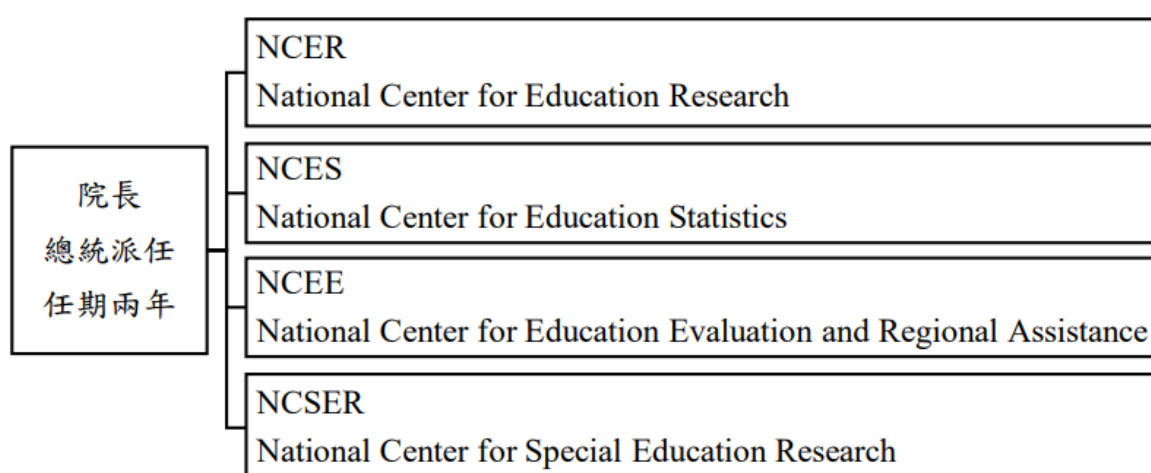 院長
總統派任
任期兩年
NCER
National Center for Education Research
NCES
National Center for Education Statistics
NCEE
National Center for Education Evaluation and Regional Assistance
NCSER
National Center for Special Education Research